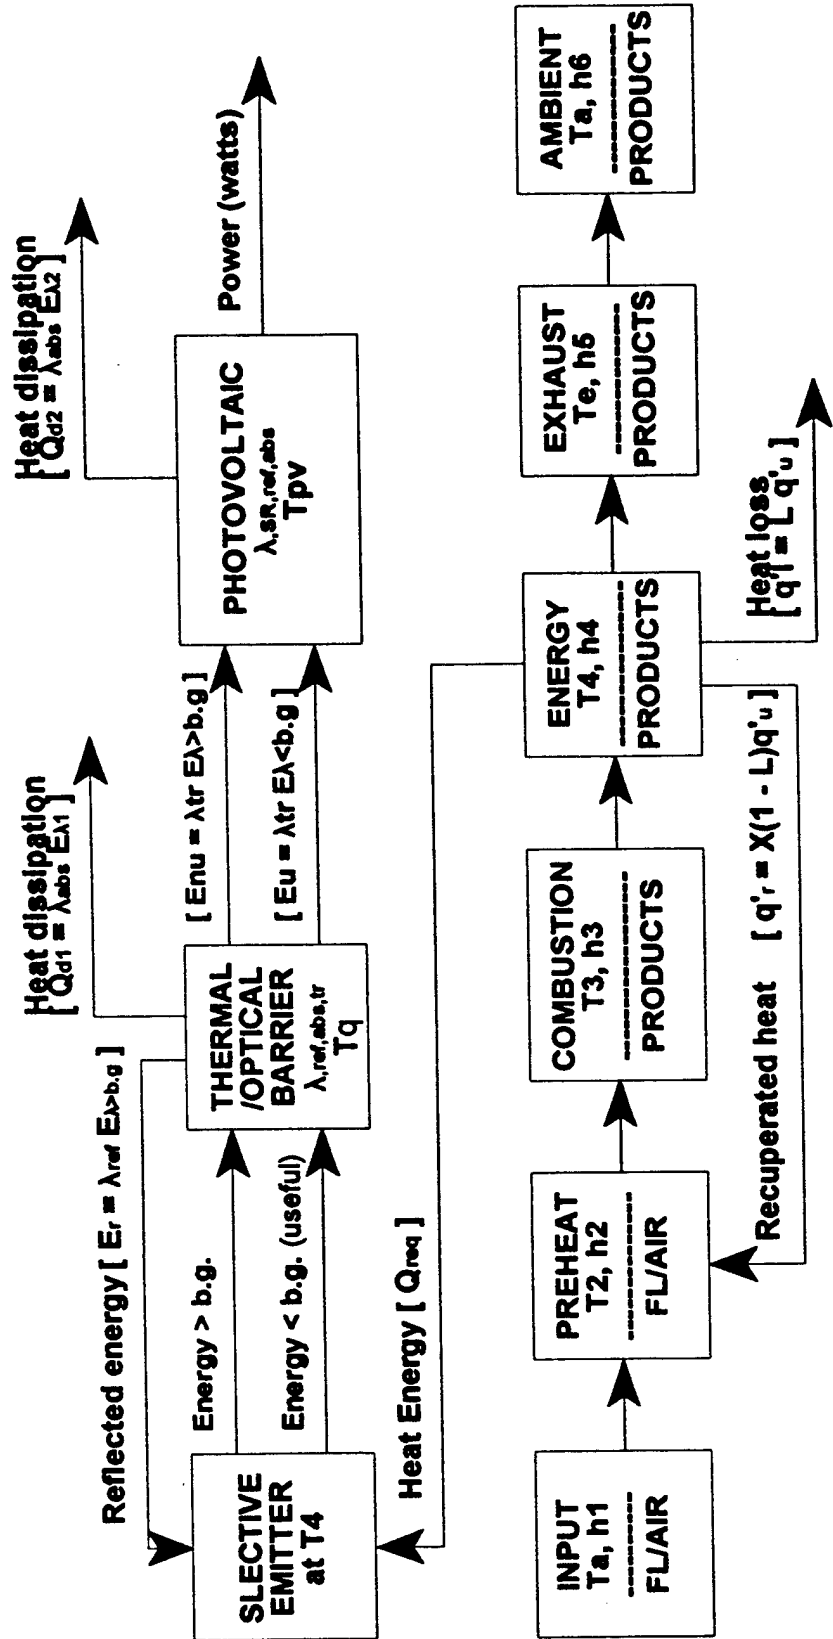 Reflected energy [ Er = λref Eλ>b.g ]
Heat dissipation
[ Qd1 = λabs Eλ1 ]
Heat dissipation
[ Qd2 = λabs Eλ2 ]
SLECTIVE
EMITTER
at T4
Energy > b.g.
Energy < b.g. (useful)
THERMAL
/OPTICAL
BARRIER
λ,ref,abs,tr
Tq
[ Enu = λtr Eλ>b.g ]
[ Eu = λtr Eλ<b.g ]
PHOTOVOLTAIC
λ,SR,ref,abs
Tpv
Power (watts)
Heat Energy [ Qreq ]
INPUT
Ta, h1
----------
FL/AIR
PREHEAT
T2, h2
----------
FL/AIR
COMBUSTION
T3, h3
----------
PRODUCTS
ENERGY
T4, h4
----------
PRODUCTS
EXHAUST
Te, h5
----------
PRODUCTS
AMBIENT
Ta, h6
----------
PRODUCTS
Recuperated heat [ q'r = X(1 - L)q'u ]
Heat loss
[ q'l = L q'u ]